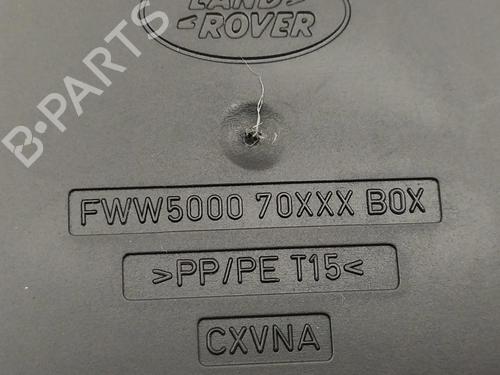 LAND
ROVER
B-PARTS
FWW5000 70XXX BOX
>PP/PE T15<
CXVNA